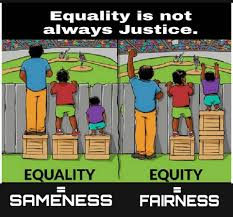 Equality is not
always Justice.
EQUALITY
=
SAMENESS
EQUITY
=
FAIRNESS